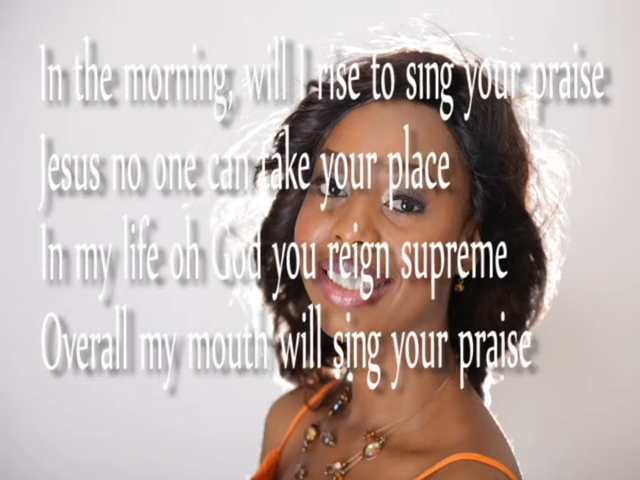 In the morning, will I rise to sing your praise
Jesus no one can take your place
In my life oh God you reign supreme
Overall my mouth will sing your praise